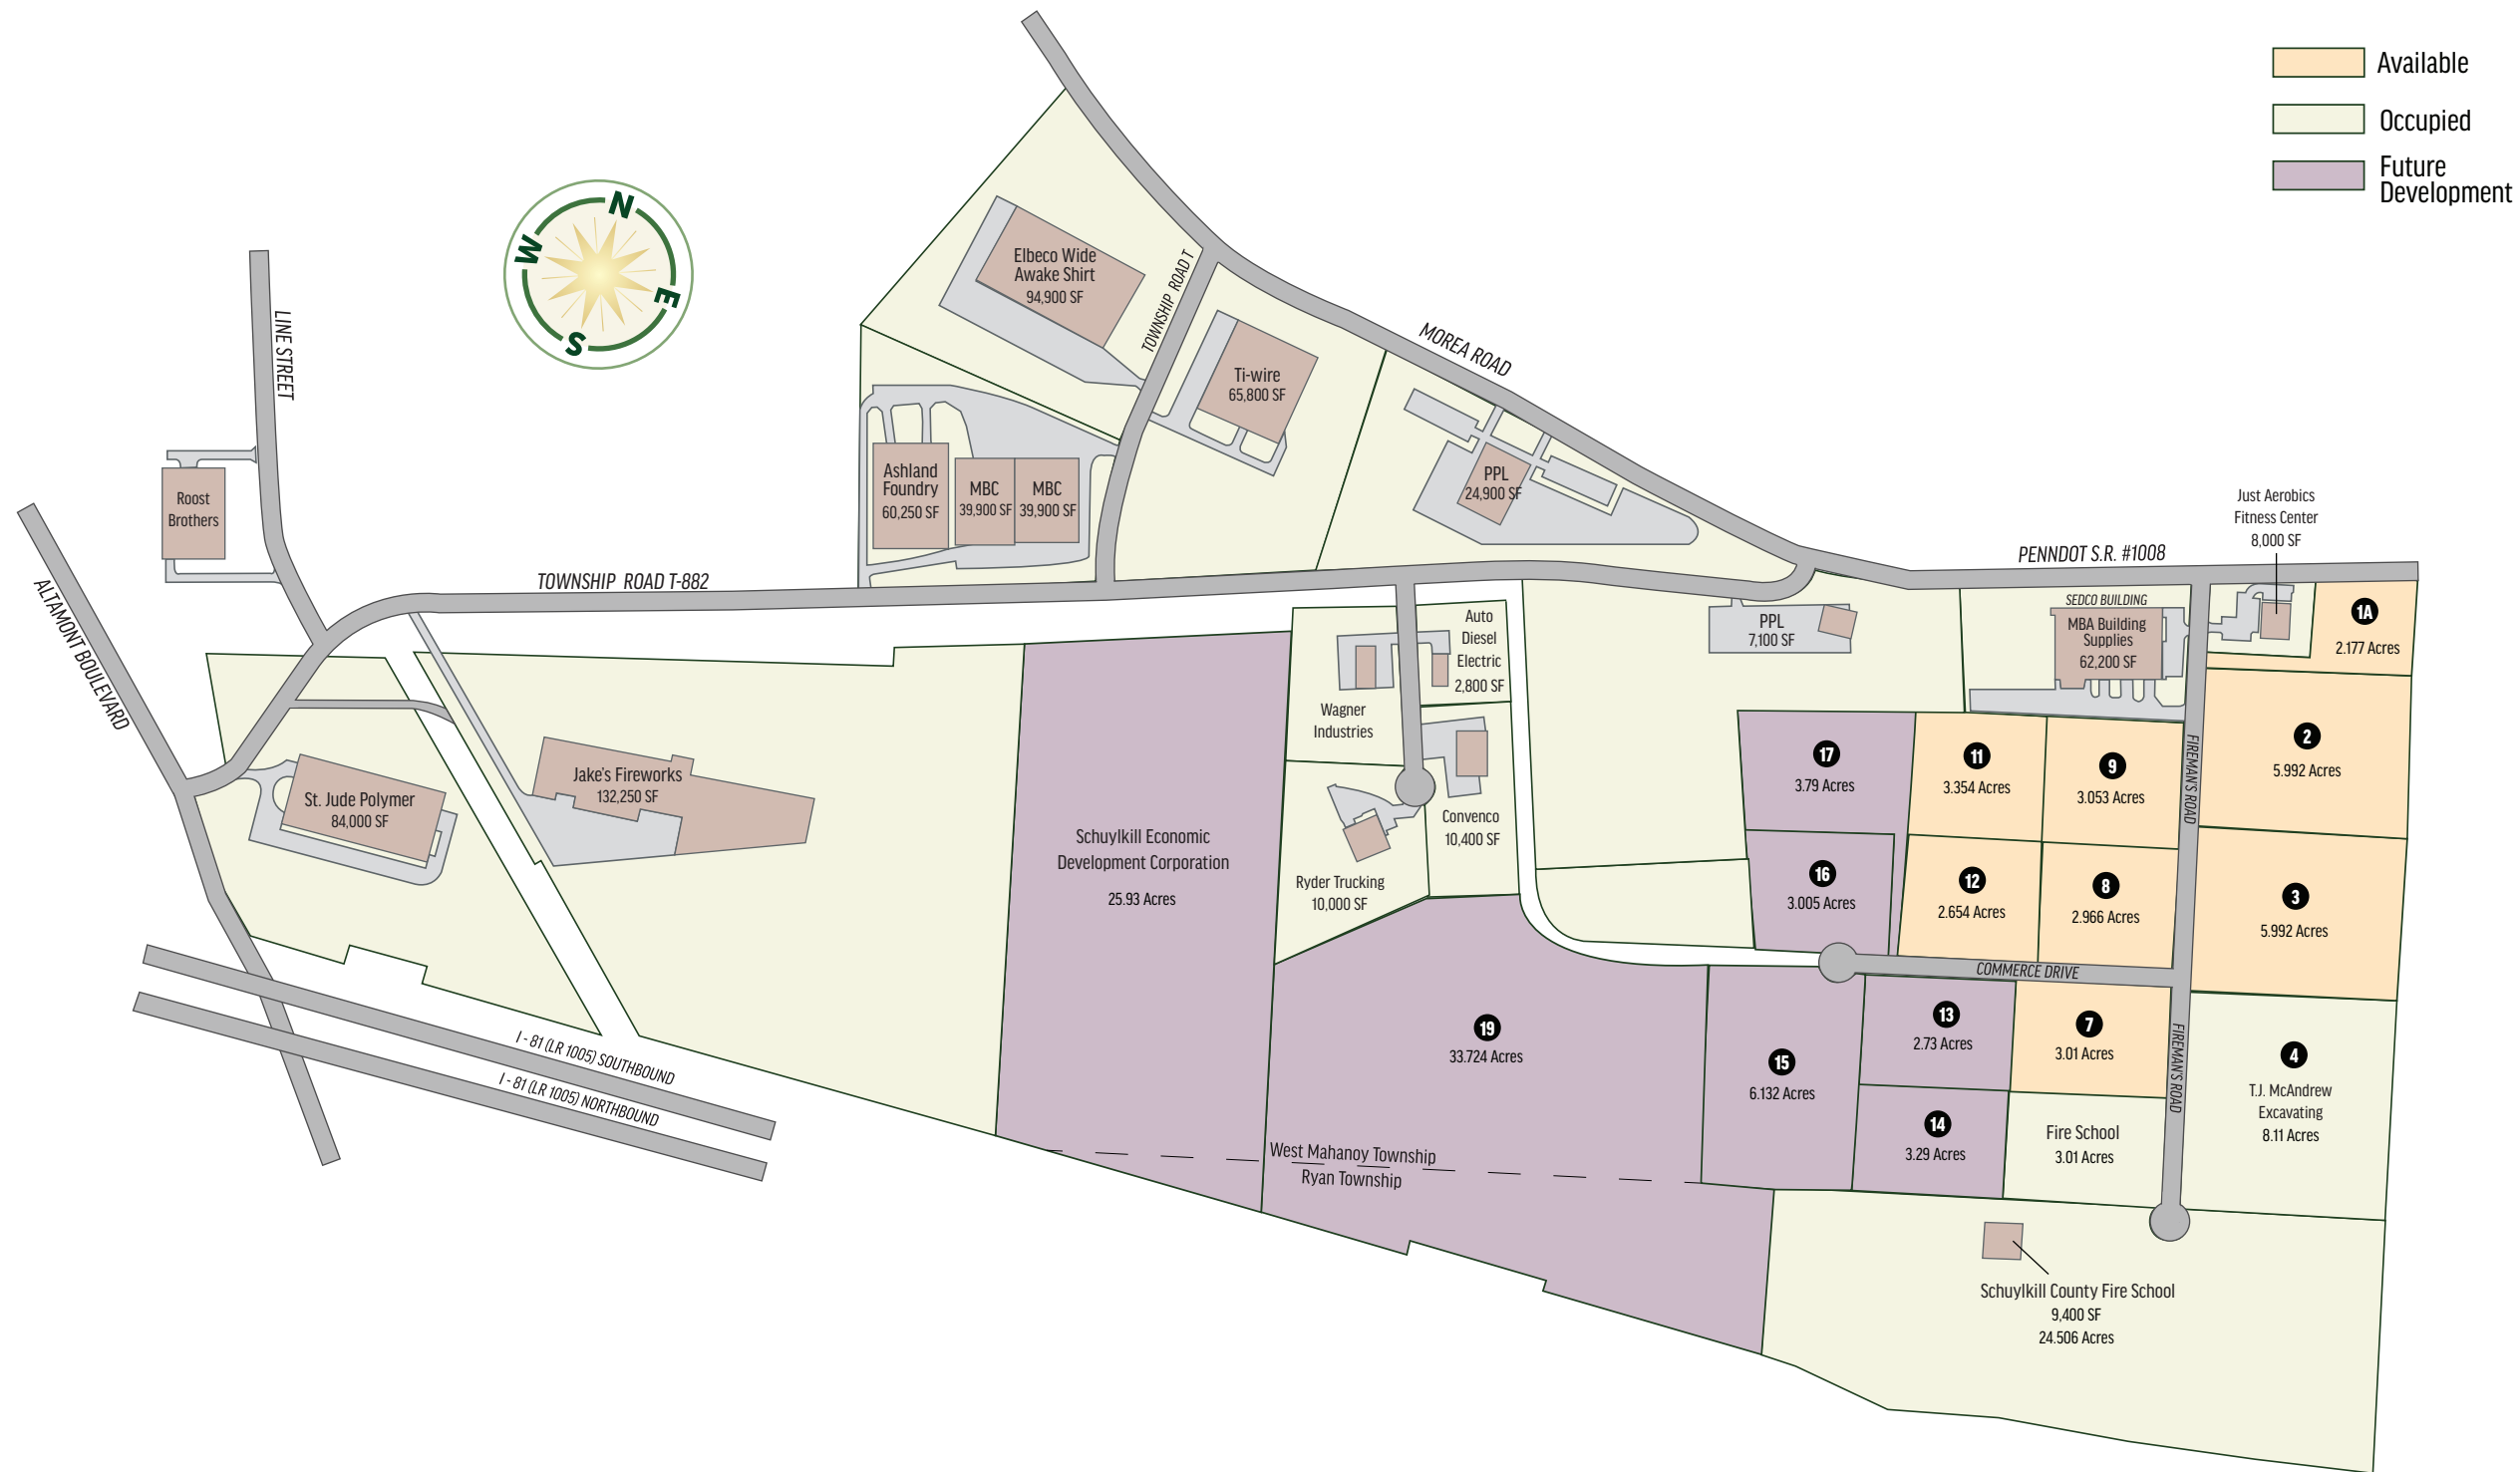 Available
Occupied
Future
Development
N
W
E
S
LINE STREET
ALTAMONT BOULEVARD
Roost
Brothers
TOWNSHIP ROAD T-882
Elbeco Wide
Awake Shirt
94,900 SF
TOWNSHIP ROAD T
Ti-wire
65,800 SF
MOREA ROAD
Ashland
Foundry
60,250 SF
MBC
39,900 SF
MBC
39,900 SF
PPL
24,900 SF
PENNDOT S.R. #1008
Just Aerobics
Fitness Center
8,000 SF
1A
2.177 Acres
SEDCO BUILDING
MBA Building
Supplies
62,200 SF
PPL
7,100 SF
Auto
Diesel
Electric
2,800 SF
Wagner
Industries
Convenco
10,400 SF
Ryder Trucking
10,000 SF
St. Jude Polymer
84,000 SF
Jake's Fireworks
132,250 SF
Schuylkill Economic
Development Corporation
25.93 Acres
17
3.79 Acres
11
3.354 Acres
9
3.053 Acres
FIREMAN'S ROAD
2
5.992 Acres
16
3.005 Acres
12
2.654 Acres
8
2.966 Acres
3
5.992 Acres
COMMERCE DRIVE
19
33.724 Acres
15
6.132 Acres
13
2.73 Acres
7
3.01 Acres
FIREMAN'S ROAD
4
T.J. McAndrew
Excavating
8.11 Acres
14
3.29 Acres
Fire School
3.01 Acres
I - 81 (LR 1005) SOUTHBOUND
I - 81 (LR 1005) NORTHBOUND
West Mahanoy Township
Ryan Township
Schuylkill County Fire School
9,400 SF
24.506 Acres